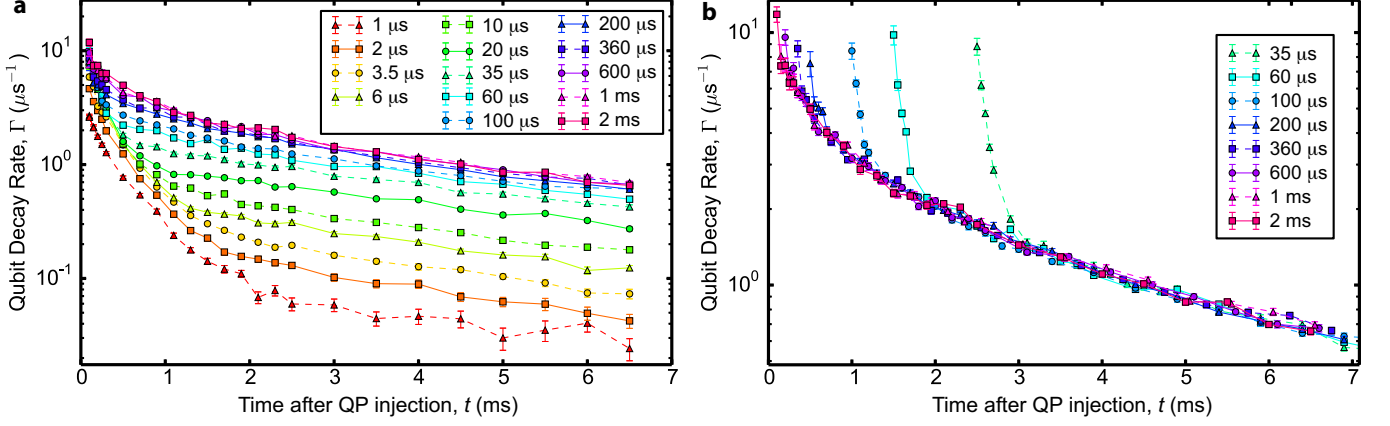 a
Qubit Decay Rate, Γ (μs⁻¹)
10¹
10⁰
10⁻¹
1 μs
2 μs
3.5 μs
6 μs
10 μs
20 μs
35 μs
60 μs
100 μs
200 μs
360 μs
600 μs
1 ms
2 ms
0 1 2 3 4 5 6 7
Time after QP injection, t (ms)
b
Qubit Decay Rate, Γ (μs⁻¹)
10¹
10⁰
35 μs
60 μs
100 μs
200 μs
360 μs
600 μs
1 ms
2 ms
0 1 2 3 4 5 6 7
Time after QP injection, t (ms)